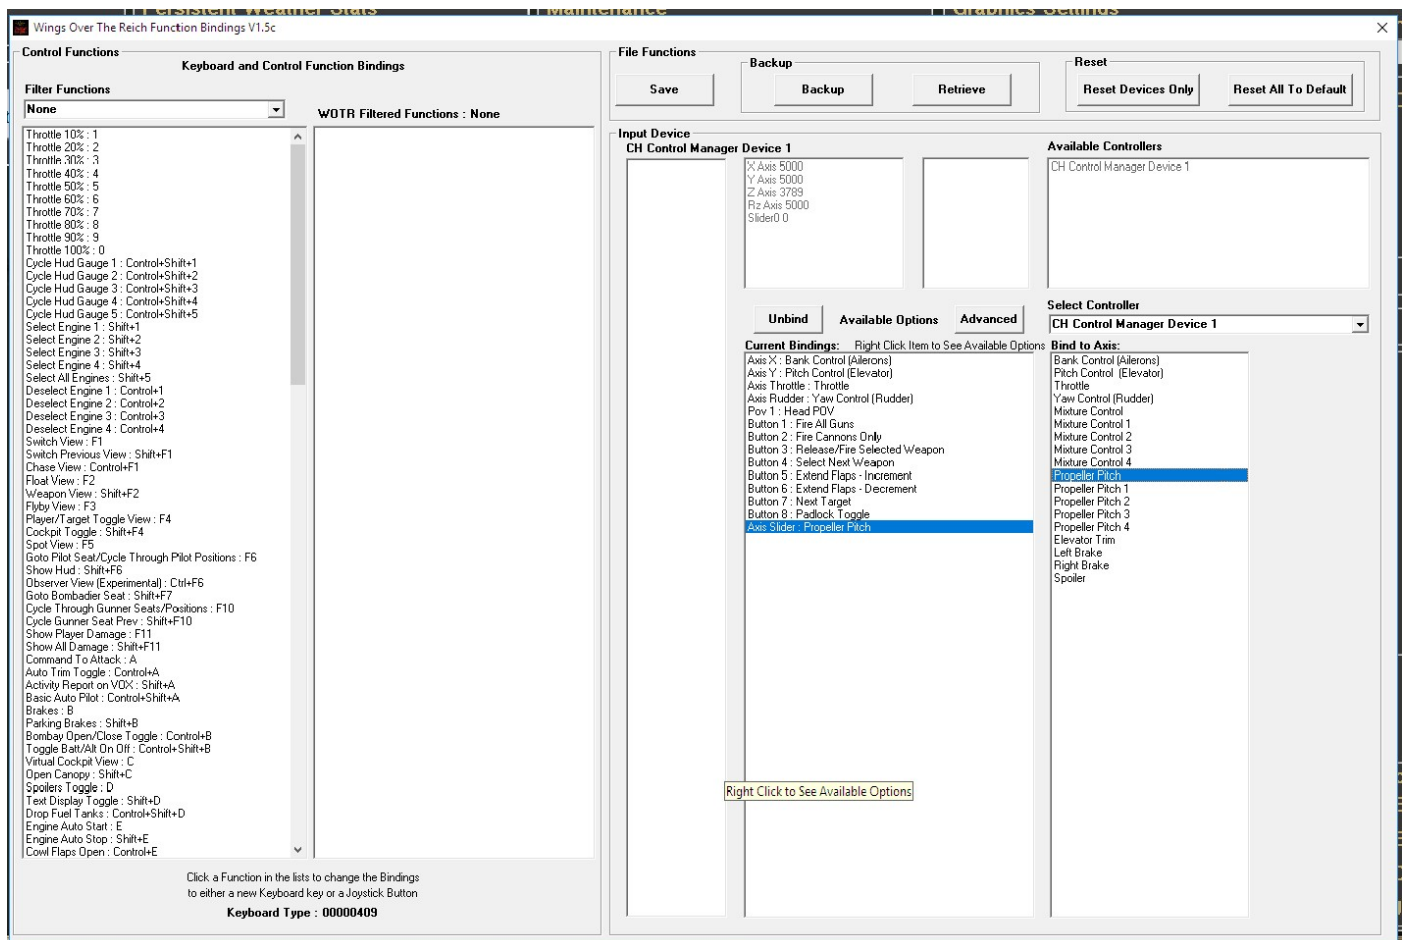 Persistent Weather Stats
Maintenance
Graphics Settings
Wings Over The Reich Function Bindings V1.5c
Control Functions
Keyboard and Control Function Bindings
Filter Functions
None
WOTR Filtered Functions : None
Throttle 10% : 1
Throttle 20% : 2
Throttle 30% : 3
Throttle 40% : 4
Throttle 50% : 5
Throttle 60% : 6
Throttle 70% : 7
Throttle 80% : 8
Throttle 90% : 9
Throttle 100% : 0
Cycle Hud Gauge 1 : Control+Shift+1
Cycle Hud Gauge 2 : Control+Shift+2
Cycle Hud Gauge 3 : Control+Shift+3
Cycle Hud Gauge 4 : Control+Shift+4
Cycle Hud Gauge 5 : Control+Shift+5
Select Engine 1 : Shift+1
Select Engine 2 : Shift+2
Select Engine 3 : Shift+3
Select Engine 4 : Shift+4
Select All Engines : Shift+5
Deselect Engine 1 : Control+1
Deselect Engine 2 : Control+2
Deselect Engine 3 : Control+3
Deselect Engine 4 : Control+4
Switch View : F1
Switch Previous View : Shift+F1
Chase View : Control+F1
Float View : F2
Weapon View : Shift+F2
Flyby View : F3
Player/Target Toggle View : F4
Cockpit Toggle : Shift+F4
Spot View : F5
Goto Pilot Seat/Cycle Through Pilot Positions : F6
Show Hud : Shift+F6
Observer View (Experimental) : Ctrl+F6
Goto Bombadier Seat : Shift+F7
Cycle Through Gunner Seats/Positions : F10
Cycle Gunner Seat Prev : Shift+F10
Show Player Damage : F11
Show All Damage : Shift+F11
Command To Attack : A
Auto Trim Toggle : Control+A
Activity Report on VOX : Shift+A
Basic Auto Pilot : Control+Shift+A
Brakes : B
Parking Brakes : Shift+B
Bombay Open/Close Toggle : Control+B
Toggle Batt/Alt On Off : Control+Shift+B
Virtual Cockpit View : C
Open Canopy : Shift+C
Spoilers Toggle : D
Text Display Toggle : Shift+D
Drop Fuel Tanks : Control+Shift+D
Engine Auto Start : E
Engine Auto Stop : Shift+E
Cowl Flaps Open : Control+E
Click a Function in the lists to change the Bindings
to either a new Keyboard key or a Joystick Button
Keyboard Type : 00000409
File Functions
Save
Backup
Backup
Retrieve
Reset
Reset Devices Only
Reset All To Default
Input Device
CH Control Manager Device 1
X Axis 5000
Y Axis 5000
Z Axis 3789
Rz Axis 5000
Slider0 0
Available Controllers
CH Control Manager Device 1
Unbind
Available Options
Advanced
Select Controller
CH Control Manager Device 1
Current Bindings:
Right Click Item to See Available Options
Axis X : Bank Control (Ailerons)
Axis Y : Pitch Control (Elevator)
Axis Throttle : Throttle
Axis Rudder : Yaw Control (Rudder)
Pov 1 : Head POV
Button 1 : Fire All Guns
Button 2 : Fire Cannons Only
Button 3 : Release/Fire Selected Weapon
Button 4 : Select Next Weapon
Button 5 : Extend Flaps - Increment
Button 6 : Extend Flaps - Decrement
Button 7 : Next Target
Button 8 : Padlock Toggle
Axis Slider : Propeller Pitch
Right Click to See Available Options
Bind to Axis:
Bank Control (Ailerons)
Pitch Control (Elevator)
Throttle
Yaw Control (Rudder)
Mixture Control
Mixture Control 1
Mixture Control 2
Mixture Control 3
Mixture Control 4
Propeller Pitch
Propeller Pitch 1
Propeller Pitch 2
Propeller Pitch 3
Propeller Pitch 4
Elevator Trim
Left Brake
Right Brake
Spoiler